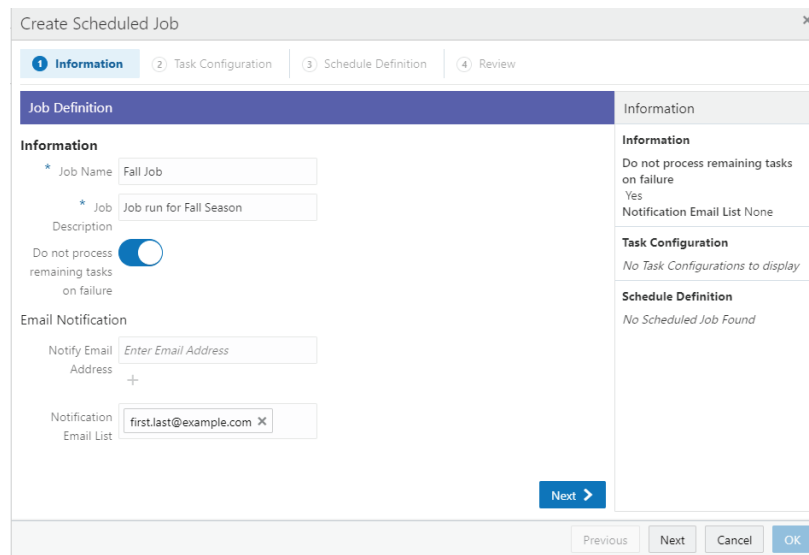 Create Scheduled Job ×
1 Information 2 Task Configuration 3 Schedule Definition 4 Review
Job Definition
Information
* Job Name Fall Job
* Job Description Job run for Fall Season
Do not process
remaining tasks
on failure
Email Notification
Notify Email Address Enter Email Address
+
Notification Email List first.last@example.com ×
Next >
Information
Information
Do not process remaining tasks
on failure
Yes
Notification Email List None
Task Configuration
No Task Configurations to display
Schedule Definition
No Scheduled Job Found
Previous Next Cancel OK